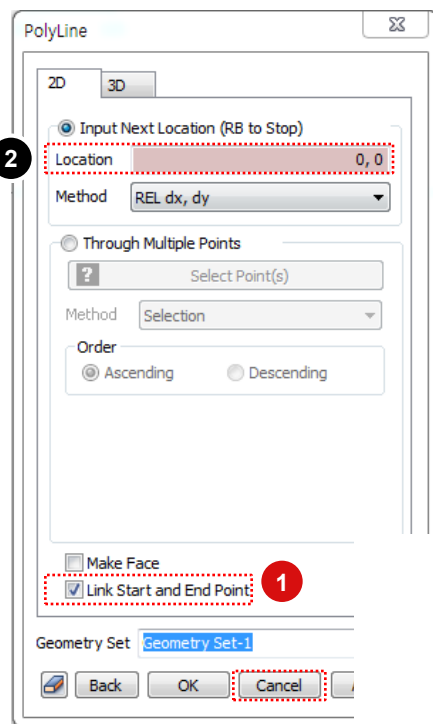 PolyLine
2D 3D
Input Next Location (RB to Stop)
2
Location 0, 0
Method REL dx, dy
Through Multiple Points
? Select Point(s)
Method Selection
Order
Ascending Descending
Make Face
Link Start and End Point 1
Geometry Set Geometry Set-1
Back OK Cancel